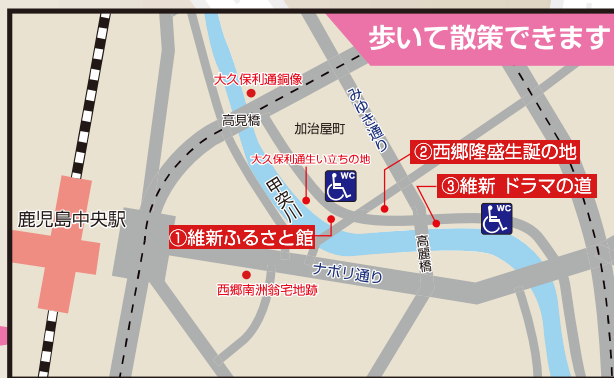 歩いて散策できます
大久保利通銅像
高見橋
加治屋町
みゆき通り
大久保利通生い立ちの地
②西郷隆盛生誕の地
WC
③維新 ドラマの道
甲突川
WC
鹿児島中央駅
①維新ふるさと館
高麗橋
ナポリ通り
西郷南洲翁宅地跡